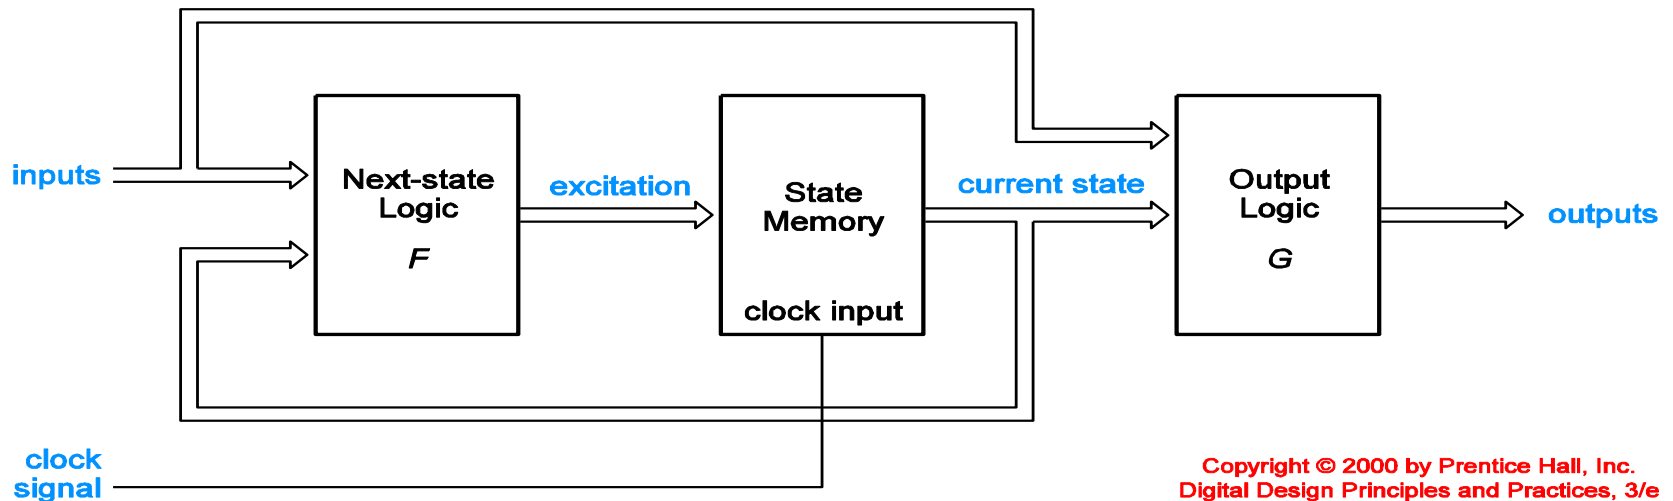 inputs
Next-state
Logic
F
excitation
State
Memory
clock input
current state
Output
Logic
G
outputs
clock
signal
Copyright © 2000 by Prentice Hall, Inc.
Digital Design Principles and Practices, 3/e